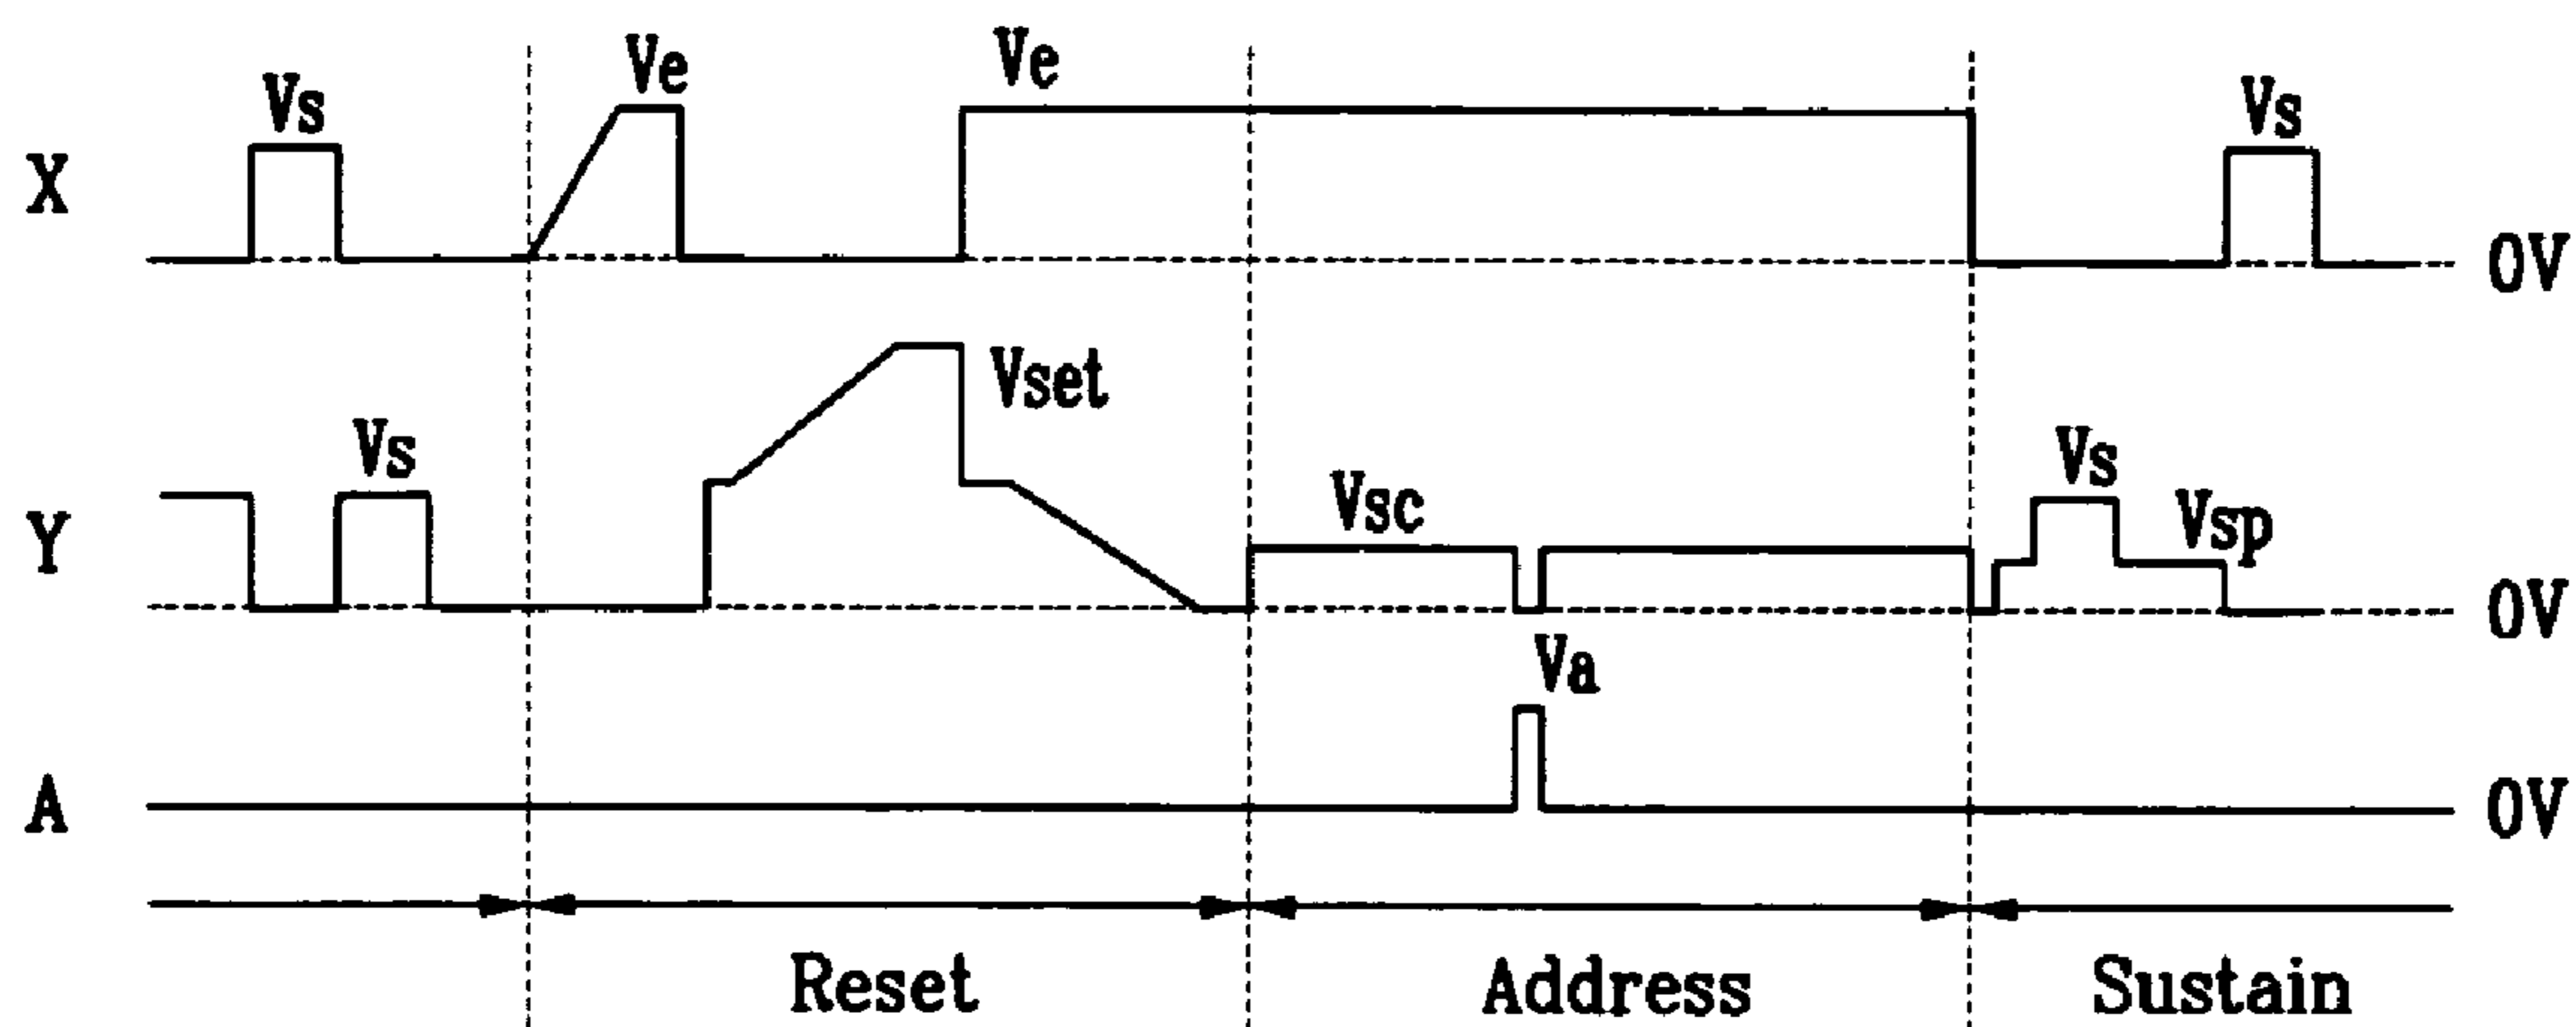 Ve
Ve
Vs
Vs
X
0V
Vset
Vs
Vs
Vsc
Vsp
Y
0V
Va
A
0V
Reset
Address
Sustain